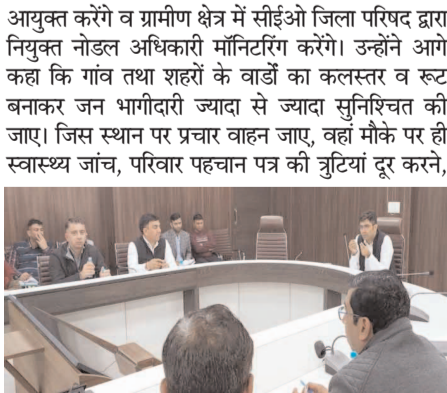 आयुक्त करेंगे व ग्रामीण क्षेत्र में सीईओ जिला परिषद द्वारा
नियुक्त नोडल अधिकारी मॉनिटरिंग करेंगे। उन्होंने आगे
कहा कि गांव तथा शहरों के वार्डों का कलस्तर व रूट
बनाकर जन भागीदारी ज्यादा से ज्यादा सुनिश्चित की
जाए। जिस स्थान पर प्रचार वाहन जाए, वहां मौके पर ही
स्वास्थ्य जांच, परिवार पहचान पत्र की त्रुटियां दूर करने,